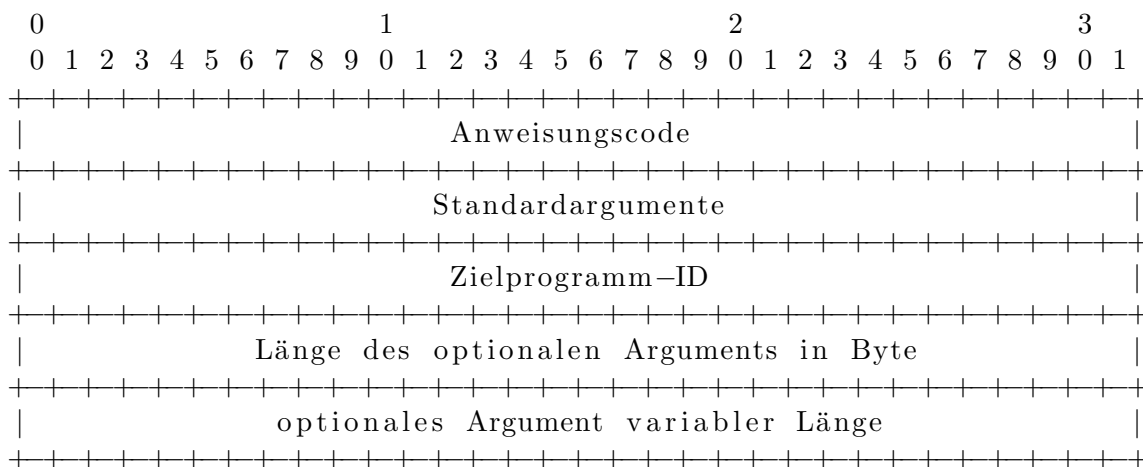 0 1 2 3
0 1 2 3 4 5 6 7 8 9 0 1 2 3 4 5 6 7 8 9 0 1 2 3 4 5 6 7 8 9 0 1
+-+-+-+-+-+-+-+-+-+-+-+-+-+-+-+-+-+-+-+-+-+-+-+-+-+-+-+-+-+-+-+-+
| Anweisungscode |
+-+-+-+-+-+-+-+-+-+-+-+-+-+-+-+-+-+-+-+-+-+-+-+-+-+-+-+-+-+-+-+-+
| Standardargumente |
+-+-+-+-+-+-+-+-+-+-+-+-+-+-+-+-+-+-+-+-+-+-+-+-+-+-+-+-+-+-+-+-+
| Zielprogramm−ID |
+-+-+-+-+-+-+-+-+-+-+-+-+-+-+-+-+-+-+-+-+-+-+-+-+-+-+-+-+-+-+-+-+
| Länge des optionalen Arguments in Byte |
+-+-+-+-+-+-+-+-+-+-+-+-+-+-+-+-+-+-+-+-+-+-+-+-+-+-+-+-+-+-+-+-+
| optionales Argument variabler Länge |
+-+-+-+-+-+-+-+-+-+-+-+-+-+-+-+-+-+-+-+-+-+-+-+-+-+-+-+-+-+-+-+-+